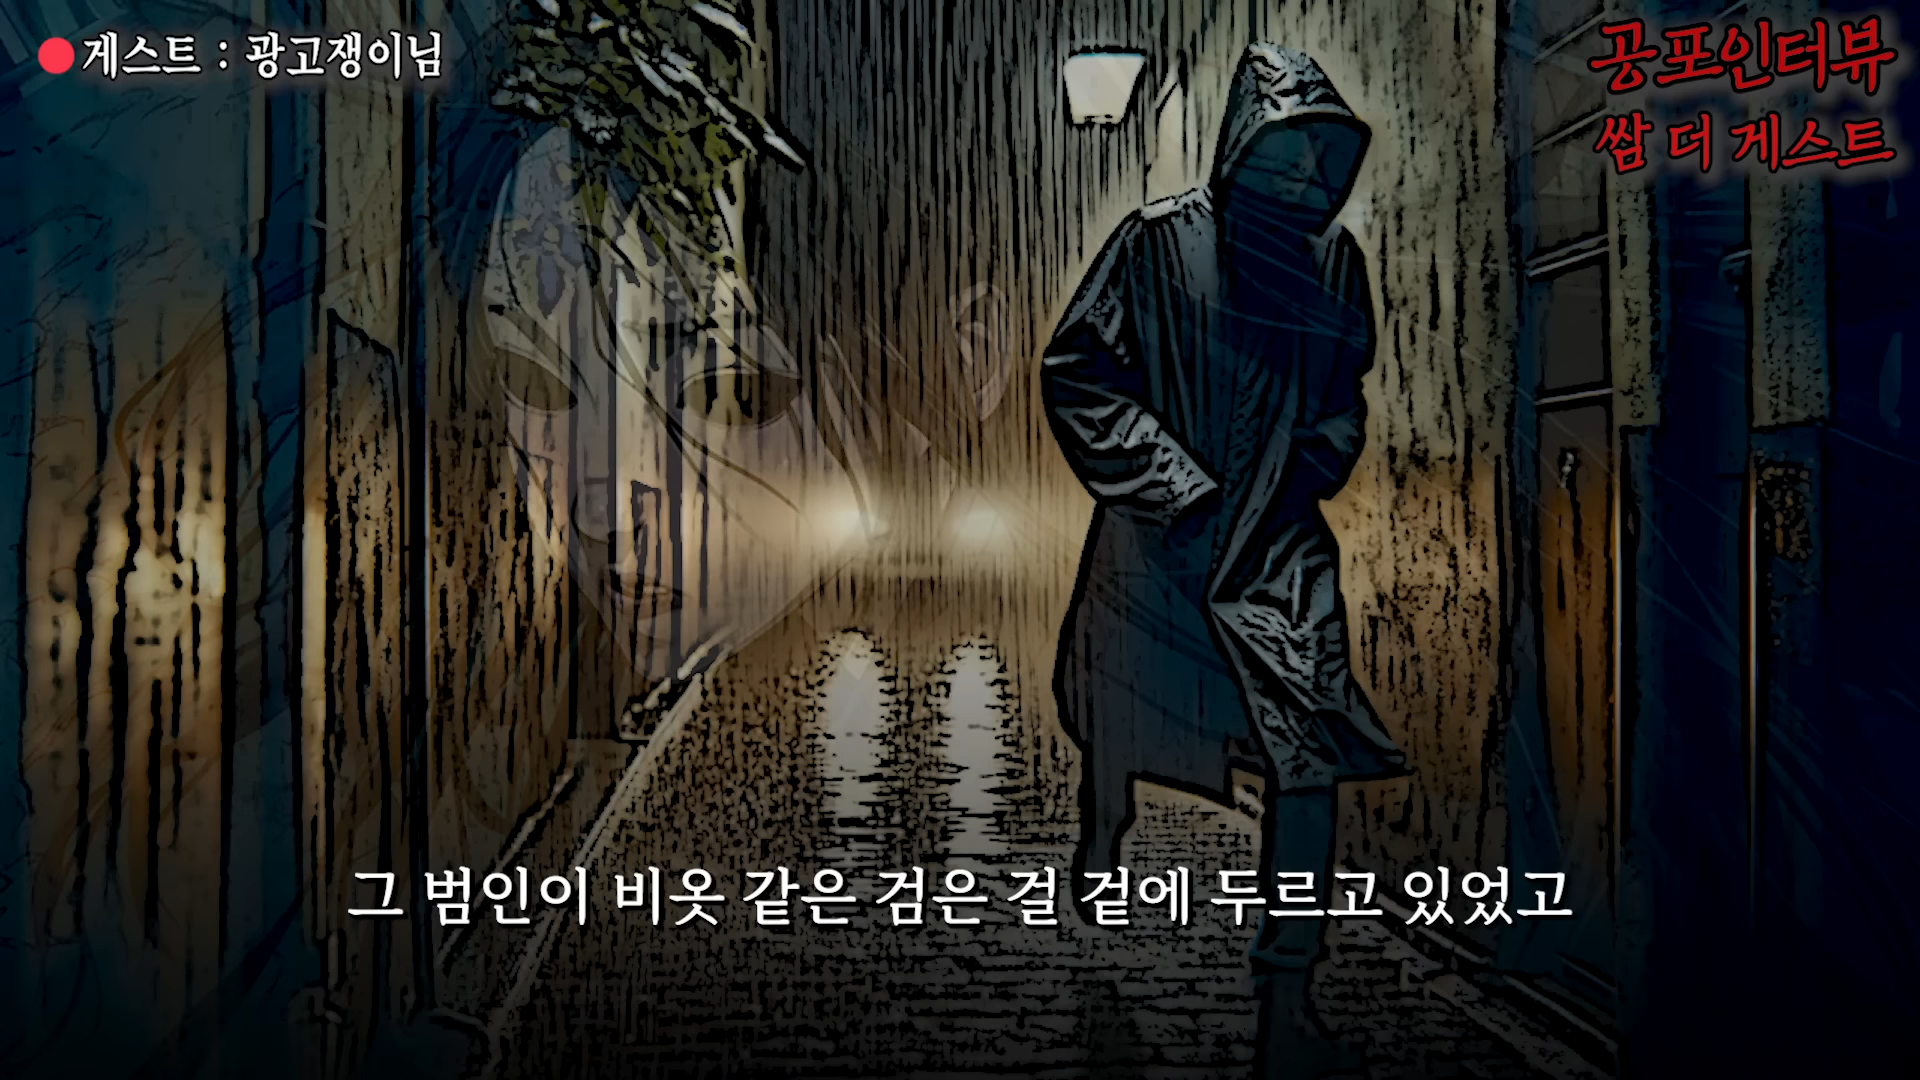 게스트 : 광고쟁이님
공포인터뷰
쌈 더 게스트
그 범인이 비옷 같은 검은 걸 겉에 두르고 있었고